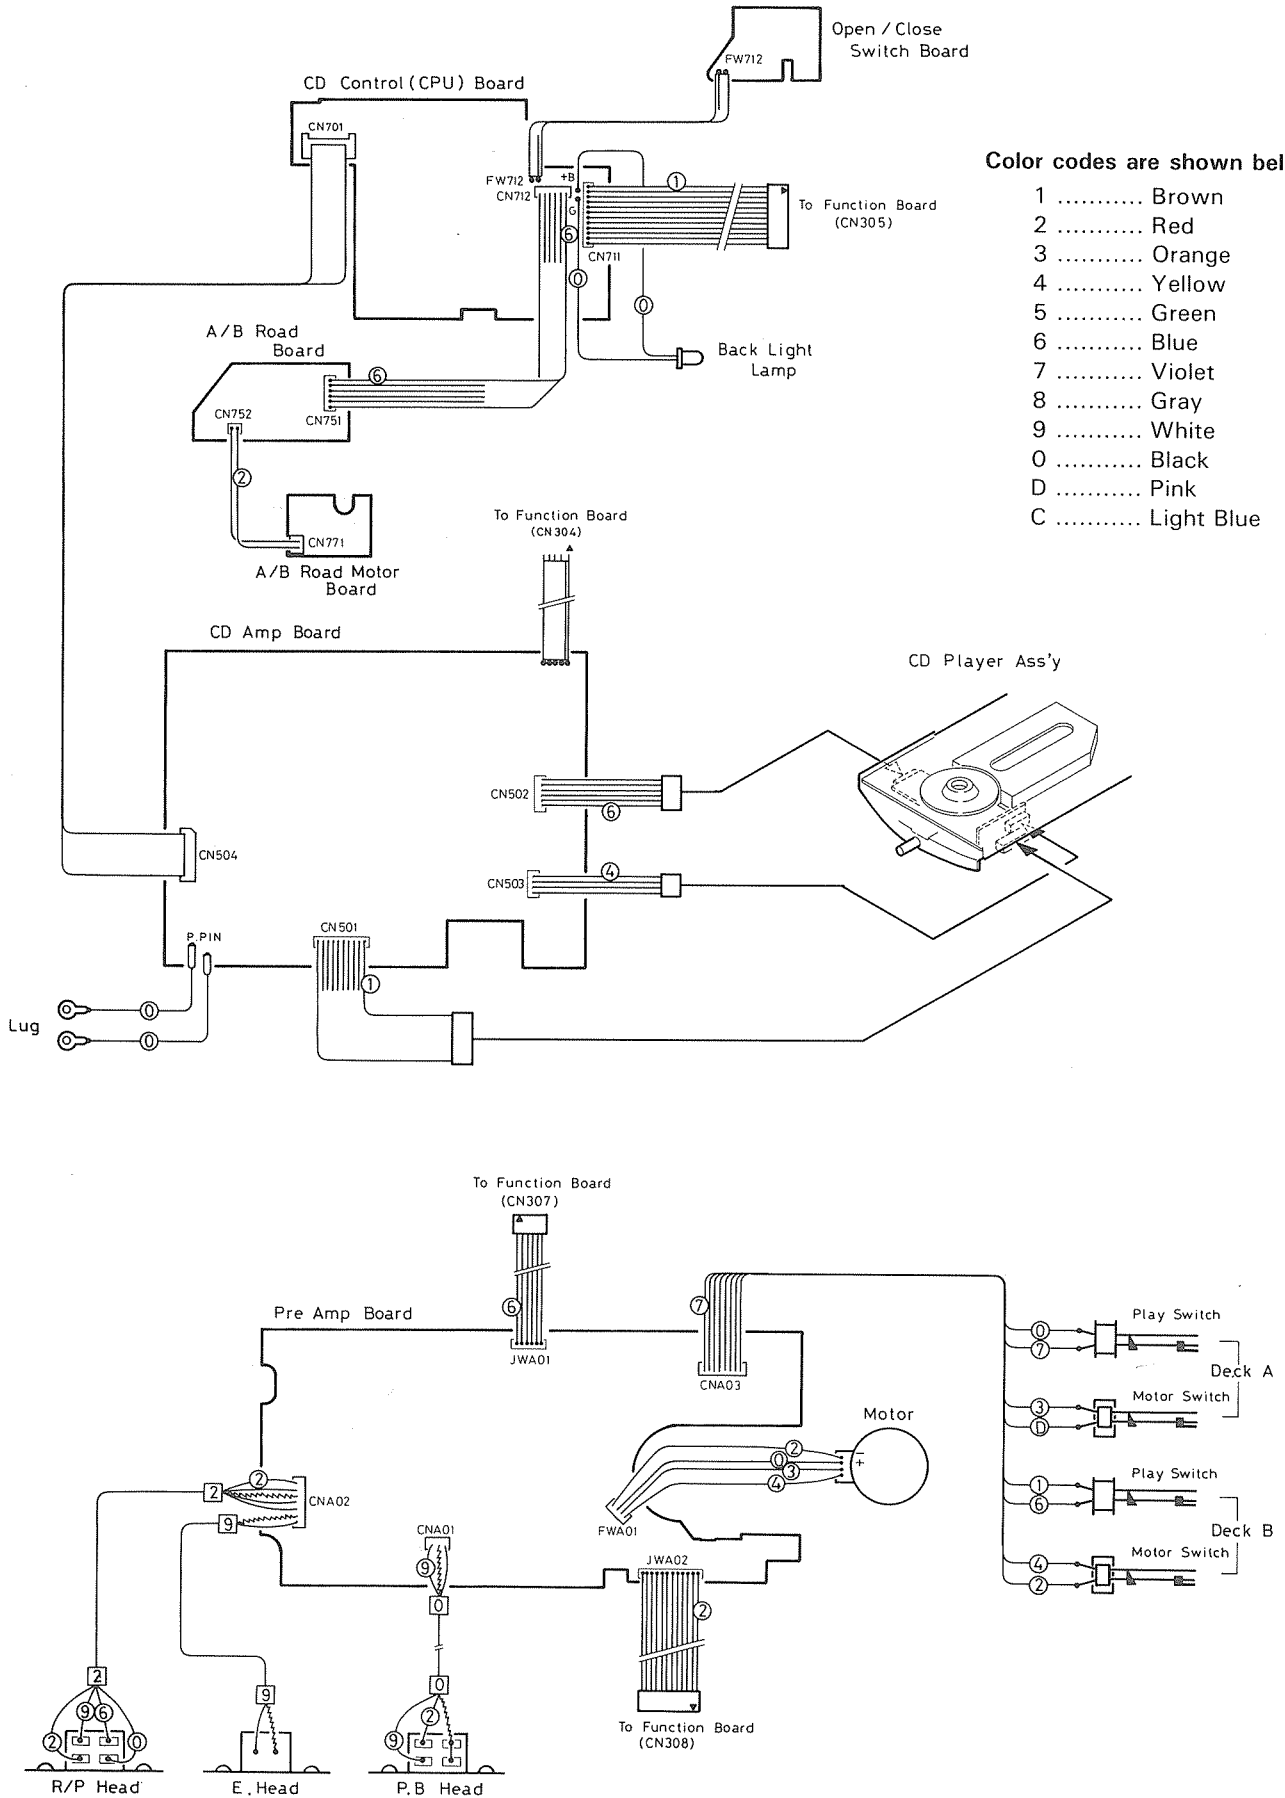 Open / Close
Switch Board
FW712
CD Control (CPU) Board
CN701
Color codes are shown bel
FW712
CN712
+B
G
1
6
0
0
CN711
To Function Board
(CN305)
1 ........... Brown
2 ........... Red
3 ........... Orange
4 ........... Yellow
5 ........... Green
6 ........... Blue
7 ........... Violet
8 ........... Gray
9 ........... White
0 ........... Black
D ........... Pink
C ........... Light Blue
A/B Road
Board
Back Light
Lamp
6
CN752
CN751
2
CN771
A/B Road Motor
Board
To Function Board
(CN304)
CD Amp Board
CD Player Ass'y
CN502
6
CN504
CN503
4
P.PIN
CN501
1
Lug
0
0
To Function Board
(CN307)
Pre Amp Board
6
JWA01
7
CNA03
0
7
Play Switch
Deck A
3
D
Motor Switch
Motor
2
0
3
4
-
+
1
6
Play Switch
Deck B
4
2
Motor Switch
2
2
CNA02
9
CNA01
9
0
FWA01
JWA02
2
2
9
0
9
6
2
0
2
9
To Function Board
(CN308)
R/P Head
E. Head
P.B Head